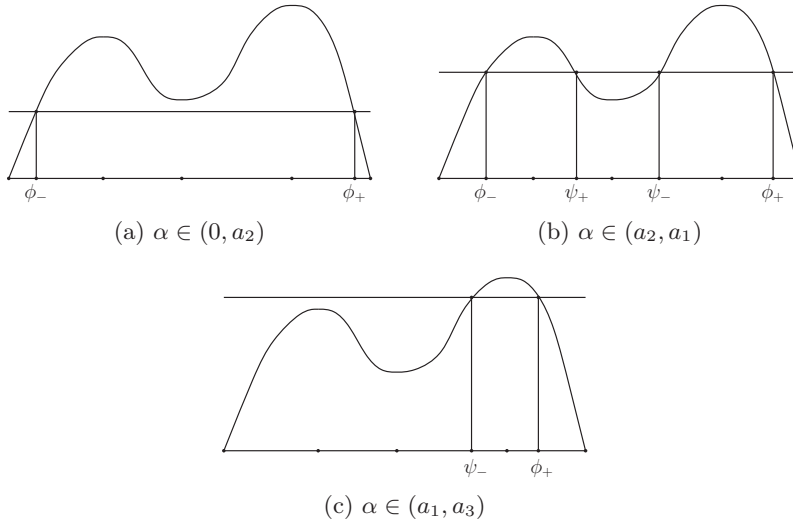 ϕ₋ ϕ₊ ϕ₋ ψ₊ ψ₋ ϕ₊
(a) α ∈ (0, a₂) (b) α ∈ (a₂, a₁)
ψ₋ ϕ₊
(c) α ∈ (a₁, a₃)